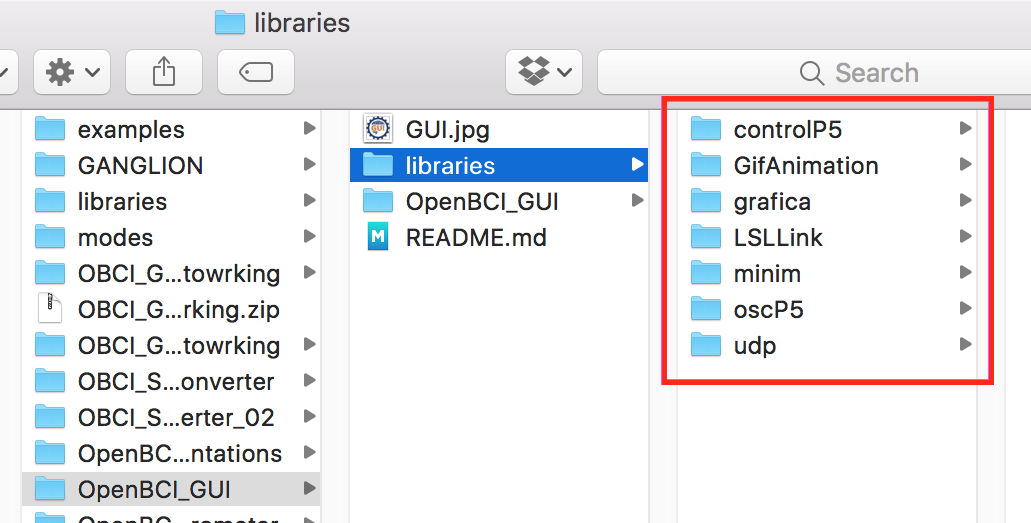 libraries
Search
examples
GANGLION
libraries
modes
OBCI_G...towrking
OBCI_G...rking.zip
OBCI_G...towrking
OBCI_S...onverter
OBCI_S...erter_02
OpenBC...ntations
OpenBCI_GUI
GUI.jpg
libraries
OpenBCI_GUI
README.md
controlP5
GifAnimation
grafica
LSLLink
minim
oscP5
udp